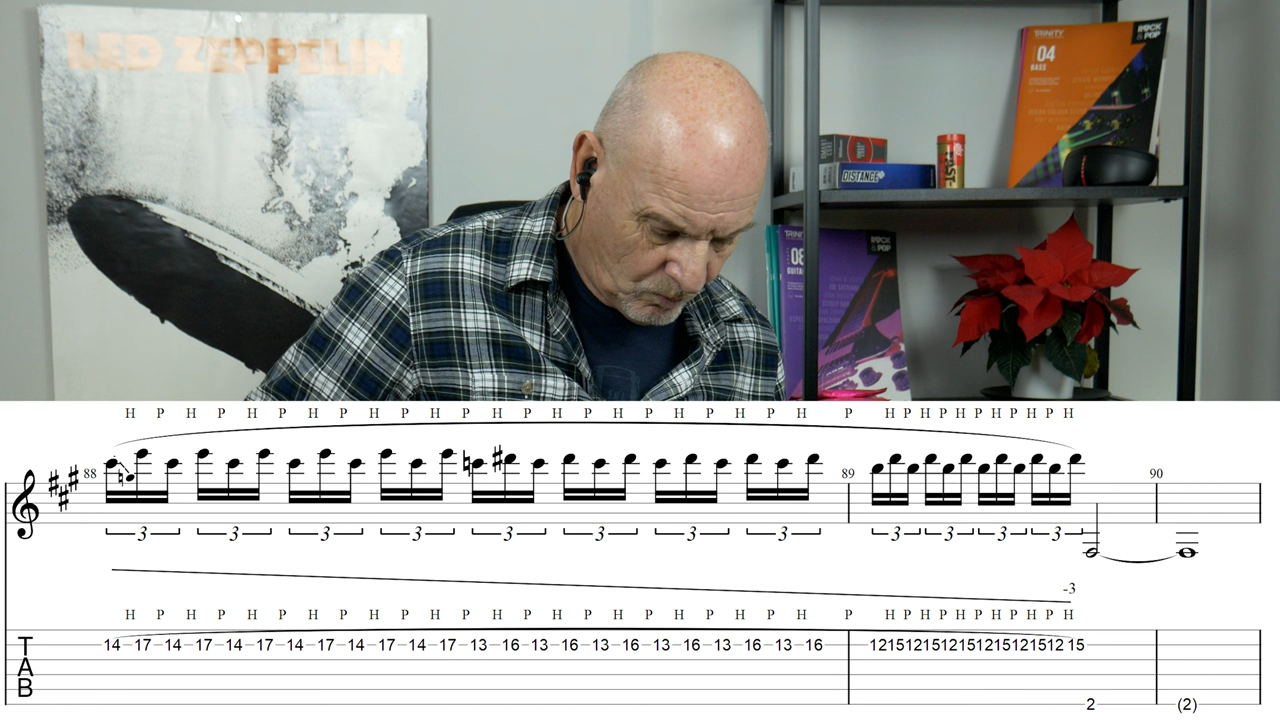 LED ZEPPELIN
TRINITY
ROCK
& POP
04
BASS
DISTANCE
FAST-
TRINI
ROCK
& POP
08
GUITA
H P H P H P H P H P H P H P H P H P H P H P H P H P H P H P H P H
88 89 90
3 3 3 3 3 3 3 3 3 3 3 3
-3
H P H P H P H P H P H P H P H P H P H P H P H P H P H P H P H P H
T 14 17 14 17 14 17 14 17 14 17 14 17 13 16 13 16 13 16 13 16 13 16 13 16 12 15 12 15 12 15 12 15 12 15 12 15
A
B
2 (2)